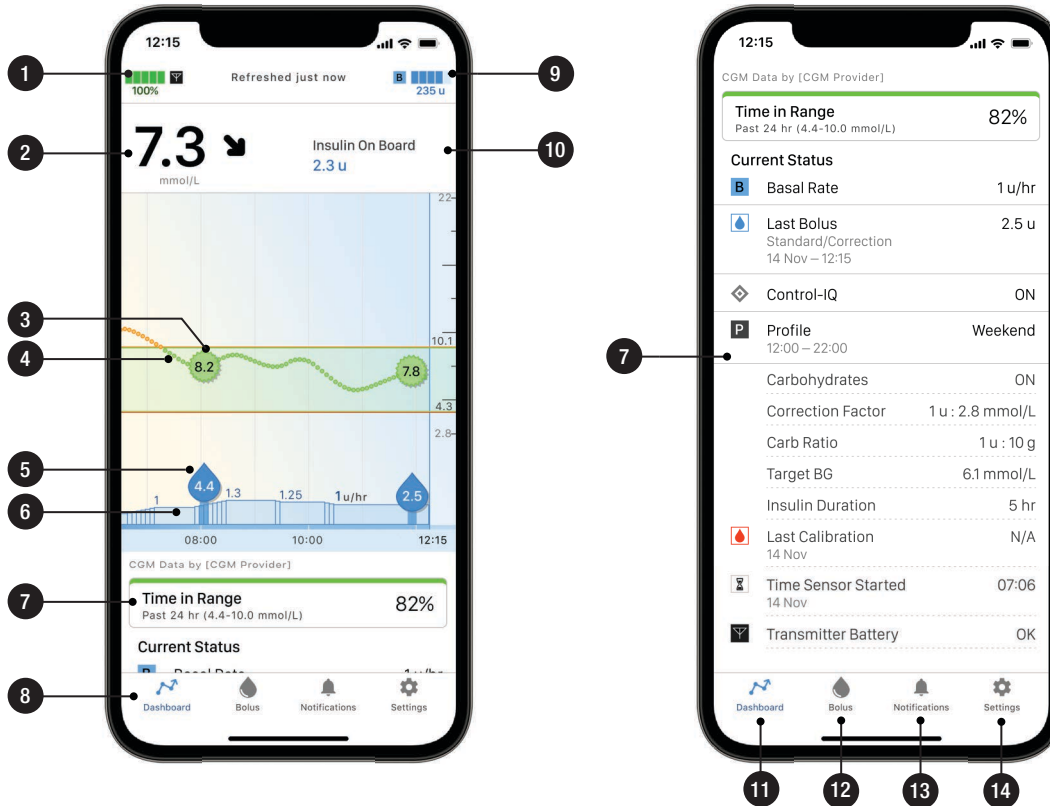 12:15
1
100%
Refreshed just now
B
235 u
9
2
7.3
mmol/L
Insulin On Board
2.3 u
10
22
3
10.1
4
8.2
7.8
4.3
2.8
5
4.4
2.5
1
1.3
1.25
1 u/hr
6
08:00
10:00
12:15
CGM Data by [CGM Provider]
7
Time in Range
82%
Past 24 hr (4.4-10.0 mmol/L)
Current Status
B Basal Rate 1 u/hr
8
Dashboard
Bolus
Notifications
Settings
12:15
CGM Data by [CGM Provider]
Time in Range
82%
Past 24 hr (4.4-10.0 mmol/L)
Current Status
B Basal Rate 1 u/hr
Last Bolus 2.5 u
Standard/Correction
14 Nov – 12:15
Control-IQ ON
P Profile Weekend
12:00 – 22:00
7
Carbohydrates ON
Correction Factor 1 u : 2.8 mmol/L
Carb Ratio 1 u : 10 g
Target BG 6.1 mmol/L
Insulin Duration 5 hr
Last Calibration N/A
14 Nov
Time Sensor Started 07:06
14 Nov
Transmitter Battery OK
Dashboard
Bolus
Notifications
Settings
11
12
13
14